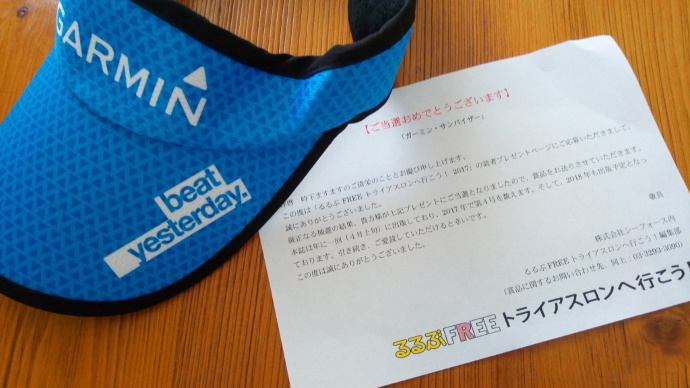 GARMIN
beat
yesterday.
【ご当選おめでとうございます】
「ガーミン・サンバイザー」
時下ますますのご清栄のこととお慶び申し上げます。
この度は「るるぶ FREE トライアスロンへ行こう！ 2017」の読者プレゼントページにご応募いただきまして、
誠にありがとうございました。
厳正なる抽選の結果、貴方様が上記プレゼントにご当選となりましたので、賞品をお送りさせていただきます。
本誌は年に一回（4月上旬）に出版しており、2017年で第4号を数えます。そして、2018年も出版予定となっ
ております。引き続き、ご愛読していただけると幸いです。
この度は誠にありがとうございました。
敬具
株式会社シーフォース内
るるぶFREEトライアスロンへ行こう！編集部
（賞品に関するお問い合わせ先、同上：03-3293-3090）
るるぶFREEトライアスロンへ行こう！